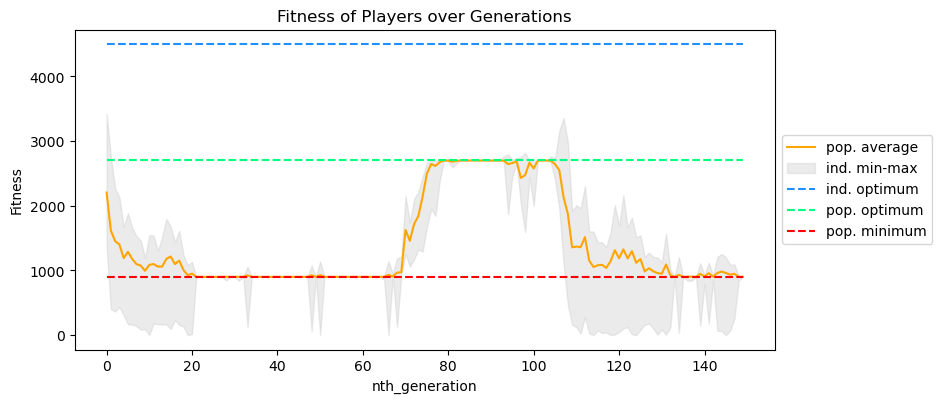 Fitness of Players over Generations
Fitness
4000
3000
2000
1000
0
0 20 40 60 80 100 120 140
nth_generation
pop. average
ind. min-max
ind. optimum
pop. optimum
pop. minimum